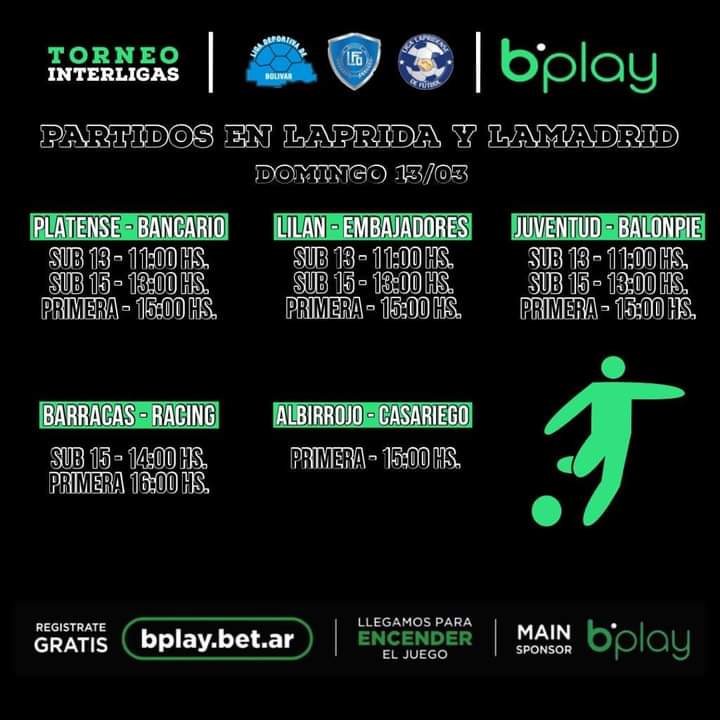 TORNEO
INTERLIGAS
LIGA DEPORTIVA DE
BOLIVAR
LIGA LAPRIDENSE
DE FÚTBOL
bplay
PARTIDOS EN LAPRIDA Y LAMADRID
DOMINGO 13/03
PLATENSE - BANCARIO
SUB 13 - 11:00 HS.
SUB 15 - 13:00 HS.
PRIMERA - 15:00 HS.
LILAN - EMBAJADORES
SUB 13 - 11:00 HS.
SUB 15 - 13:00 HS.
PRIMERA - 15:00 HS.
JUVENTUD - BALONPIE
SUB 13 - 11:00 HS.
SUB 15 - 13:00 HS.
PRIMERA - 15:00 HS.
BARRACAS - RACING
SUB 15 - 14:00 HS.
PRIMERA 16:00 HS.
ALBIRROJO - CASARIEGO
PRIMERA - 15:00 HS.
REGISTRATE
GRATIS
bplay.bet.ar
LLEGAMOS PARA
ENCENDER
EL JUEGO
MAIN
SPONSOR
bplay